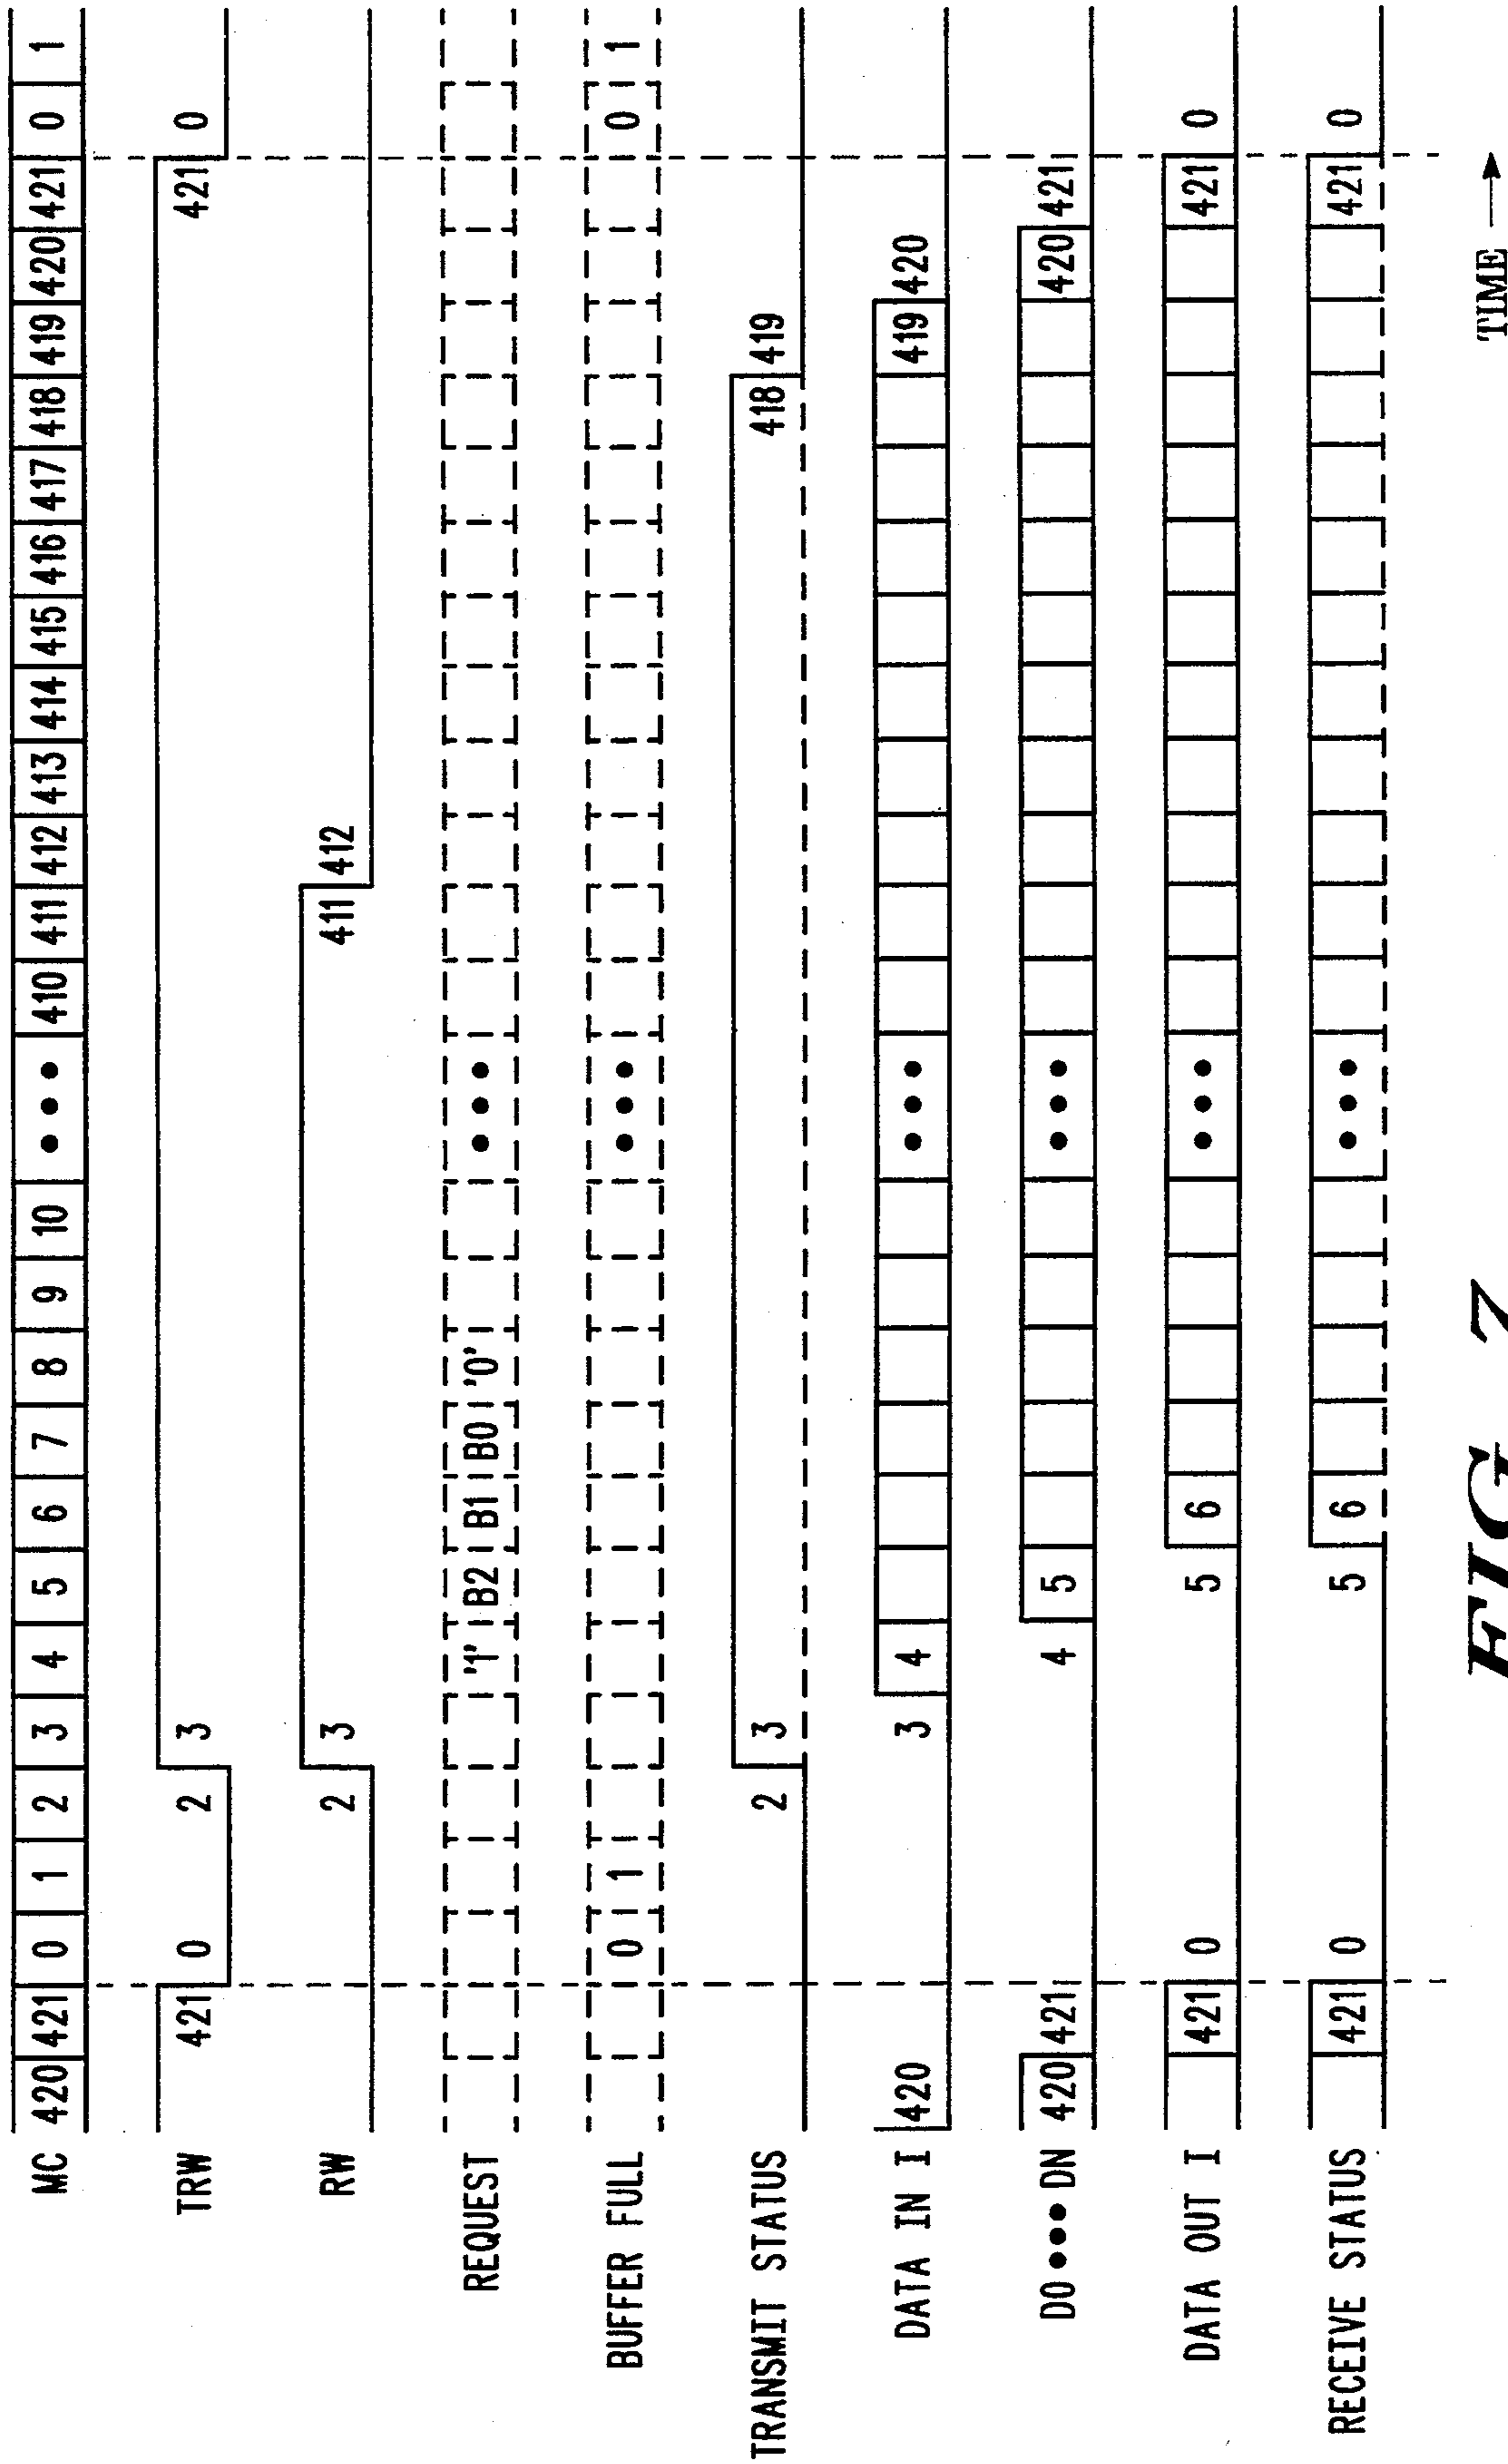 MC 420 421 0 1 2 3 4 5 6 7 8 9 10 ••• 410 411 412 413 414 415 416 417 418 419 420 421 0 1
TRW 421 0 2 3 421 0
RW 2 3 411 412
REQUEST '1' B2 B1 B0 '0' •••
BUFFER FULL 0 1 ••• 0 1
TRANSMIT STATUS 2 3 418 419
DATA IN I 420 3 4 ••• 419 420
D0•••DN 420 421 4 5 ••• 420 421
DATA OUT I 421 0 5 6 ••• 421 0
RECEIVE STATUS 421 0 5 6 ••• 421 0
TIME
FIG. 7